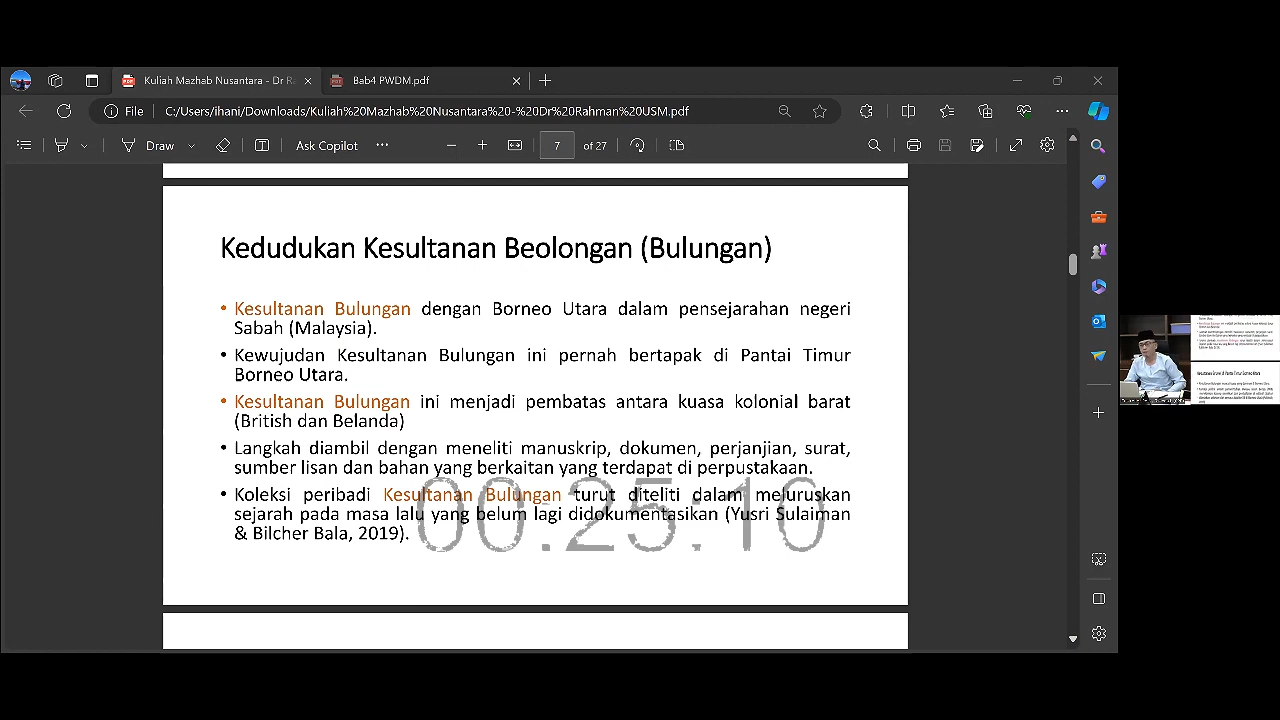 Kuliah Mazhab Nusantara - Dr Ra
Bab4 PWDM.pdf
File
C:/Users/ihani/Downloads/Kuliah%20Mazhab%20Nusantara%20-%20Dr%20Rahman%20USM.pdf
Draw
Ask Copilot
7
of 27
Kedudukan Kesultanan Beolongan (Bulungan)
• Kesultanan Bulungan dengan Borneo Utara dalam pensejarahan negeri
Sabah (Malaysia).
• Kewujudan Kesultanan Bulungan ini pernah bertapak di Pantai Timur
Borneo Utara.
• Kesultanan Bulungan ini menjadi penbatas antara kuasa kolonial barat
(British dan Belanda)
• Langkah diambil dengan meneliti manuskrip, dokumen, perjanjian, surat,
sumber lisan dan bahan yang berkaitan yang terdapat di perpustakaan.
• Koleksi peribadi Kesultanan Bulungan turut diteliti dalam meluruskan
sejarah pada masa lalu yang belum lagi didokumentasikan (Yusri Sulaiman
& Bilcher Bala, 2019).
00:25:10